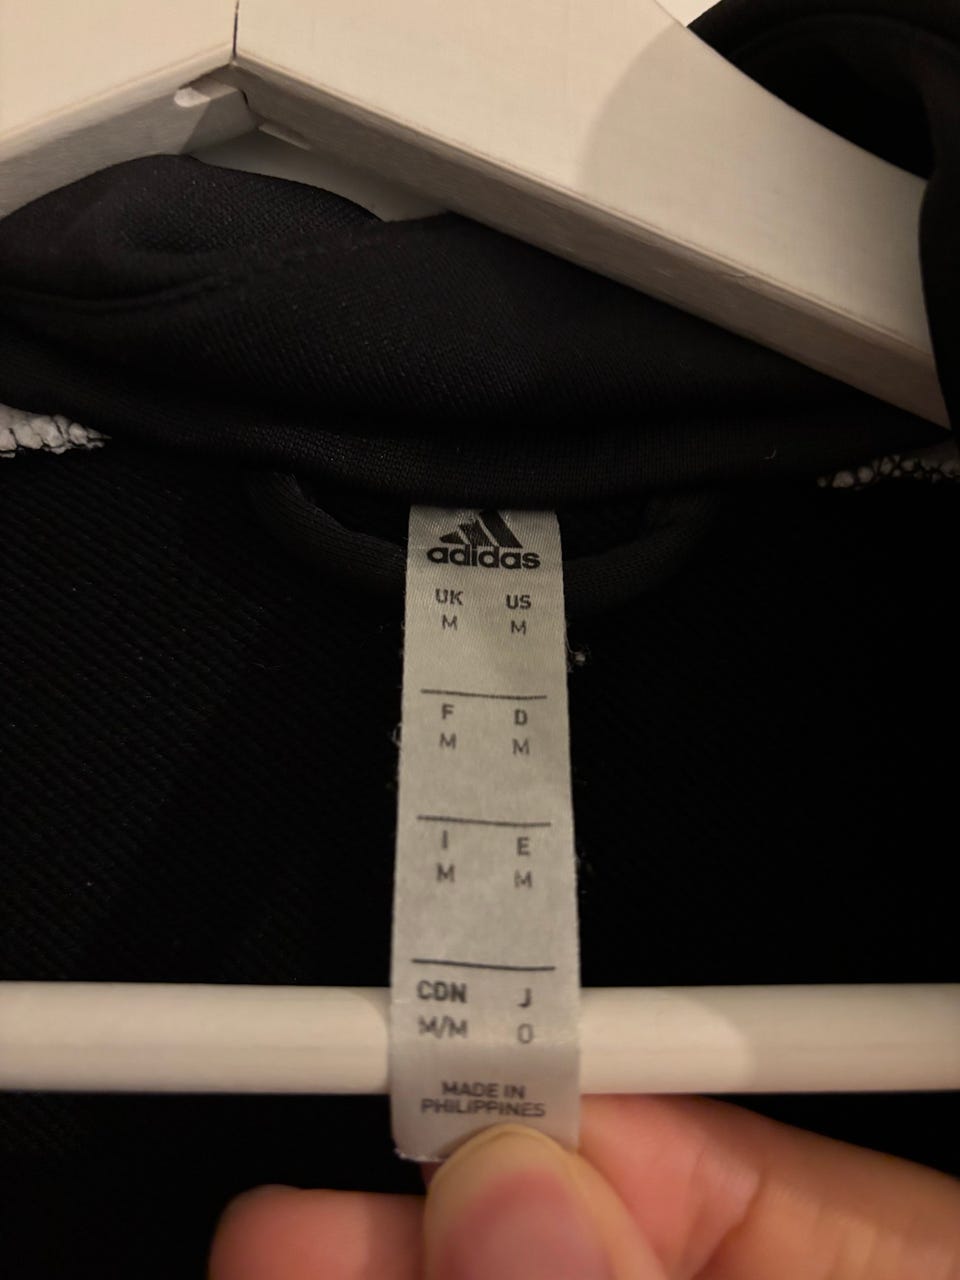 adidas
UK US
M M
F D
M M
I E
M M
CDN J
M/M O
MADE IN
PHILIPPINES